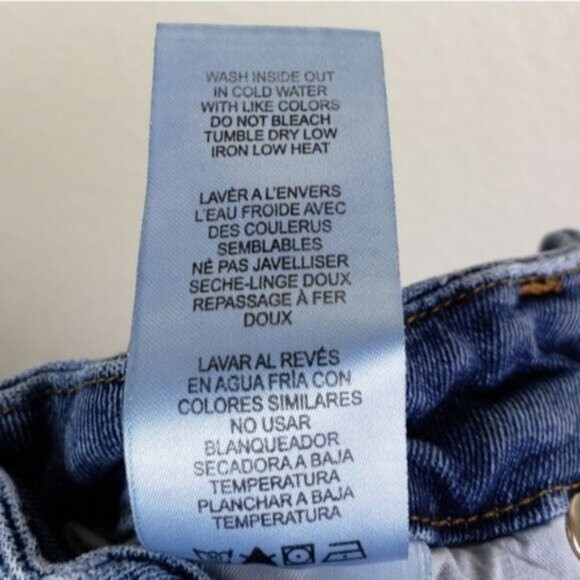 WASH INSIDE OUT
IN COLD WATER
WITH LIKE COLORS
DO NOT BLEACH
TUMBLE DRY LOW
IRON LOW HEAT
LAVÈR A L'ENVERS
L'EAU FROIDE AVEC
DES COULERUS
SEMBLABLES
NÉ PAS JAVELLISER
SECHE-LINGE DOUX
REPASSAGE À FER
DOUX
LAVAR AL REVÉS
EN AGUA FRÍA CON
COLORES SIMILARES
NO USAR
BLANQUEADOR
SECADORA A BAJA
TEMPERATURA
PLANCHAR A BAJA
TEMPERATURA